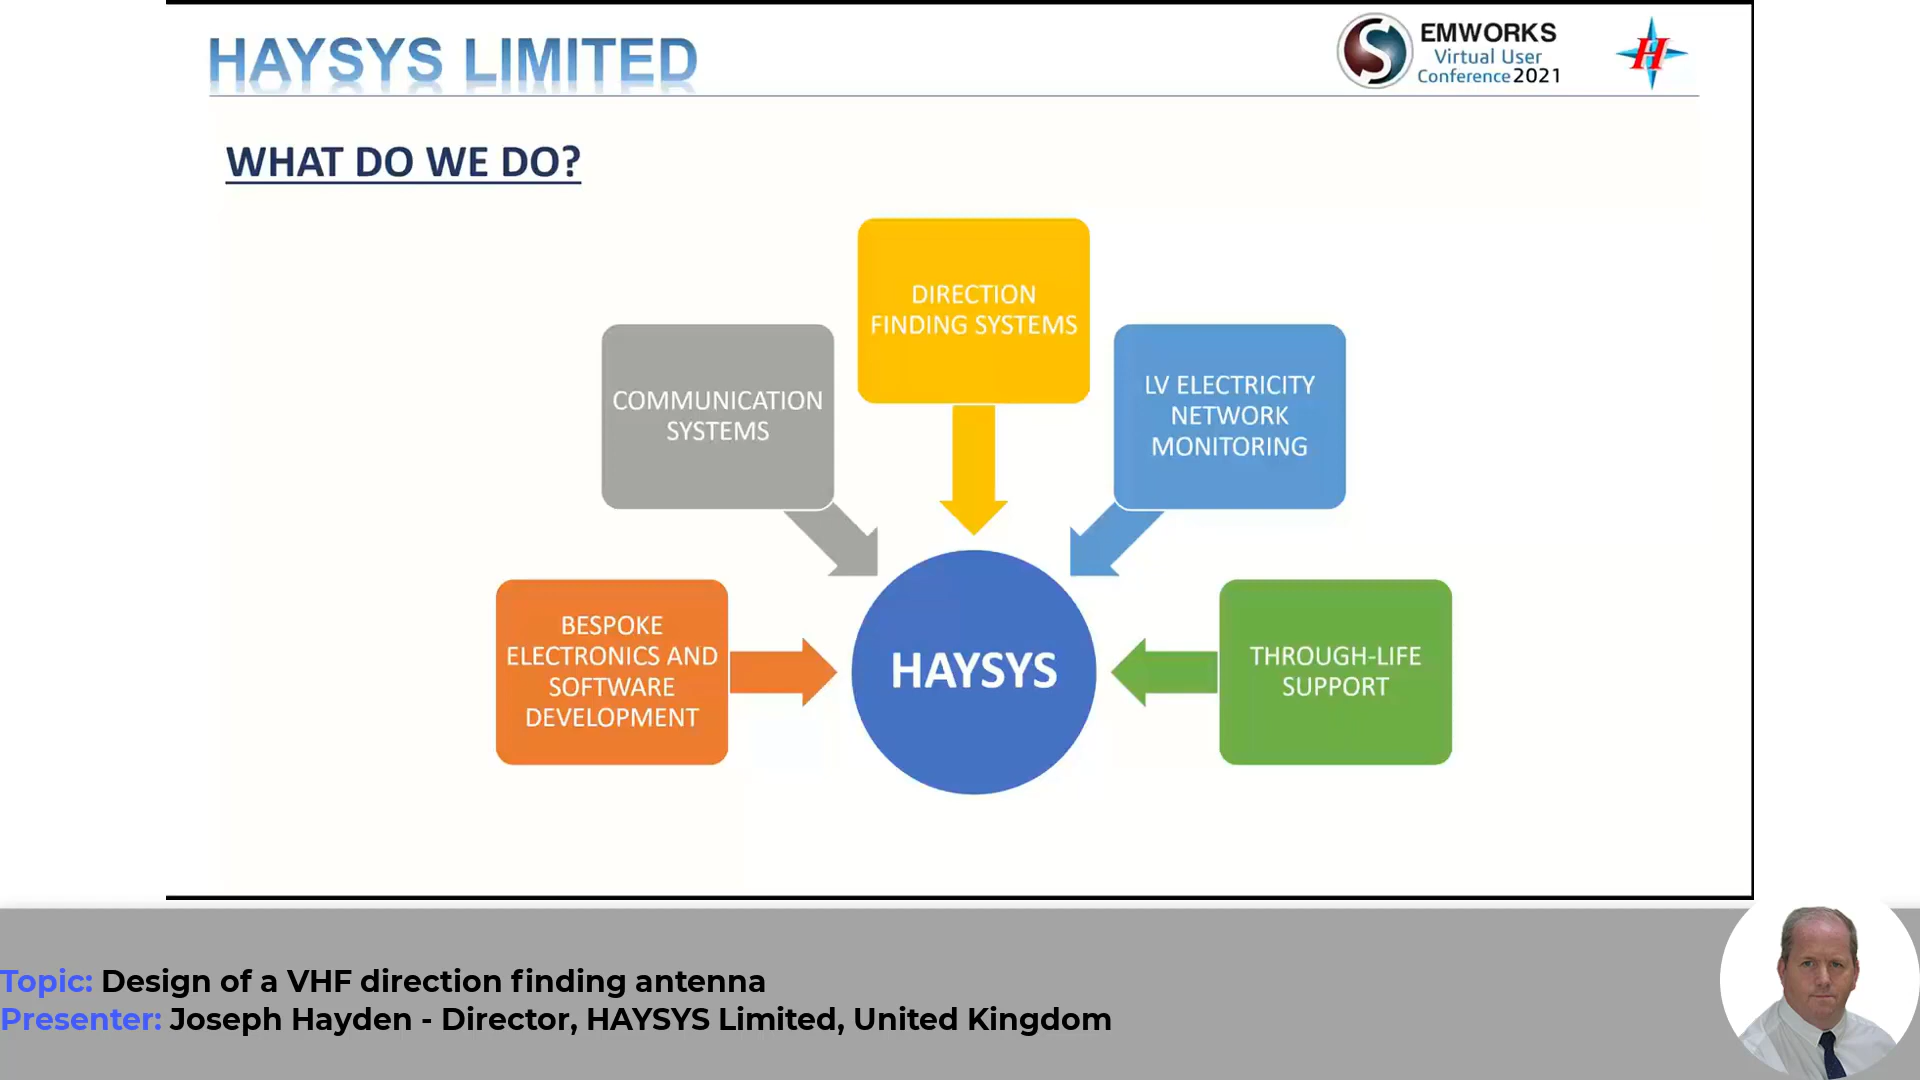 HAYSYS LIMITED
EMWORKS
Virtual User
Conference 2021
H
WHAT DO WE DO?
DIRECTION
FINDING SYSTEMS
COMMUNICATION
SYSTEMS
LV ELECTRICITY
NETWORK
MONITORING
BESPOKE
ELECTRONICS AND
SOFTWARE
DEVELOPMENT
HAYSYS
THROUGH-LIFE
SUPPORT
Topic: Design of a VHF direction finding antenna
Presenter: Joseph Hayden - Director, HAYSYS Limited, United Kingdom